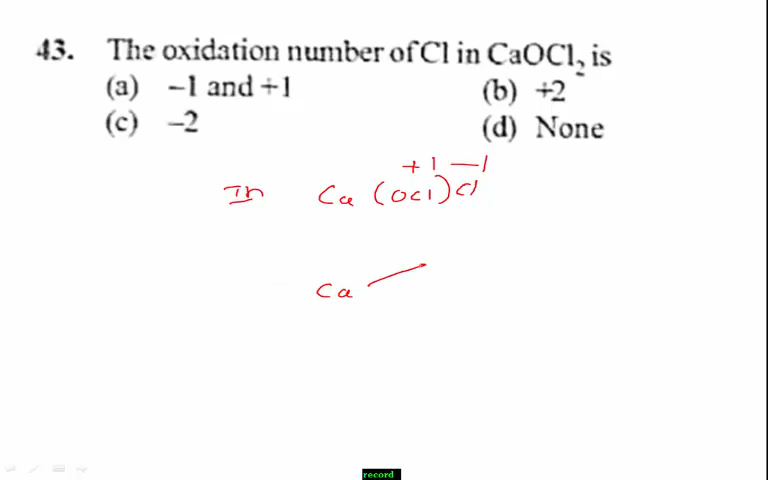 43. The oxidation number of Cl in CaOCl₂ is
(a) –1 and +1 (b) +2
(c) –2 (d) None
+1 –1
In Ca (OCl) Cl
Ca
record